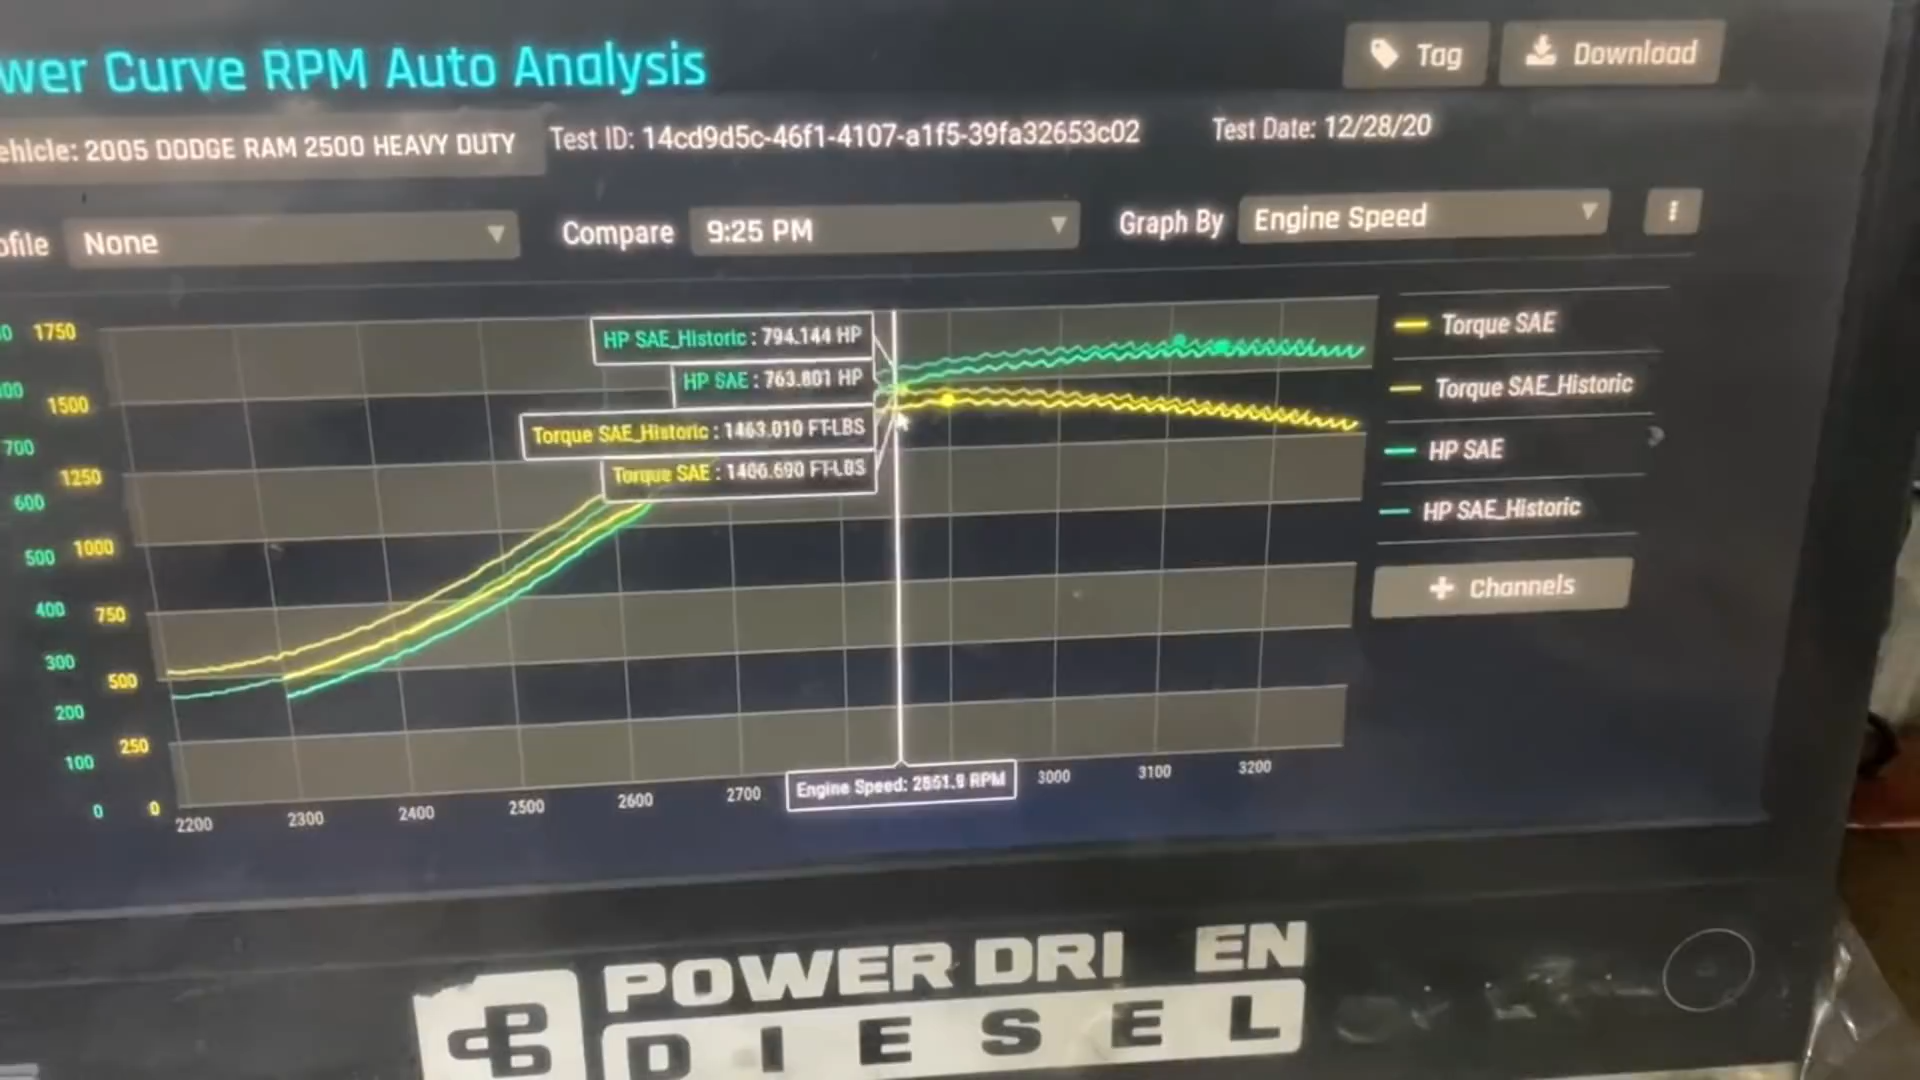 wer Curve RPM Auto Analysis
Tag
Download
ehicle: 2005 DODGE RAM 2500 HEAVY DUTY
Test ID: 14cd9d5c-46f1-4107-a1f5-39fa32653c02
Test Date: 12/28/20
ofile
None
Compare
9:25 PM
Graph By
Engine Speed
0 1750
00 1500
700 1250
600
500 1000
400 750
300
500
200
250
100
0 0
HP SAE_Historic : 794.144 HP
HP SAE : 763.801 HP
Torque SAE_Historic : 1463.010 FT-LBS
Torque SAE : FT-LBS
Torque SAE
Torque SAE_Historic
HP SAE
HP SAE_Historic
+ Channels
Engine Speed: RPM
2200 2300 2400 2500 2600 2700 3000 3100 3200
POWER DRI EN
DIESEL